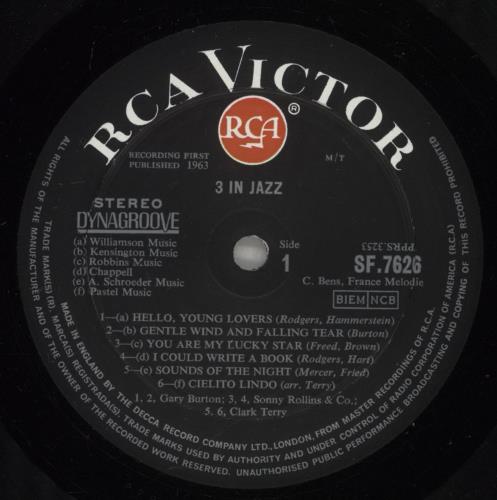 RCA VICTOR
RCA
®
RECORDING FIRST
PUBLISHED 1963
M/T
3 IN JAZZ
STEREO
DYNAGROOVE
(a) Williamson Music
(b) Kensington Music
(c) Robbins Music
(d) Chappell
(e) A. Schroeder Music
(f) Pastel Music
Side
1
PPRS.3253
SF.7626
C. Bens, France Melodie
BIEM NCB
1—(a) HELLO, YOUNG LOVERS (Rodgers, Hammerstein)
2—(b) GENTLE WIND AND FALLING TEAR (Burton)
3—(c) YOU ARE MY LUCKY STAR (Freed, Brown)
4—(d) I COULD WRITE A BOOK (Rodgers, Hart)
5—(e) SOUNDS OF THE NIGHT (Mercer, Fried)
6—(f) CIELITO LINDO (arr. Terry)
1, 2, Gary Burton; 3, 4, Sonny Rollins & Co.;
5, 6, Clark Terry
MADE IN ENGLAND BY THE DECCA RECORD COMPANY LTD., LONDON, FROM MASTER RECORDINGS OF R.C.A.
TRADE MARK(S) (R). MARCA(S) REGISTRADA(S). TRADE MARKS USED BY AUTHORITY AND UNDER CONTROL OF RADIO CORPORATION OF AMERICA (R.C.A.)
ALL RIGHTS OF THE MANUFACTURER AND OF THE OWNER OF THE RECORDED WORK RESERVED. UNAUTHORISED PUBLIC PERFORMANCE BROADCASTING AND COPYING OF THIS RECORD PROHIBITED